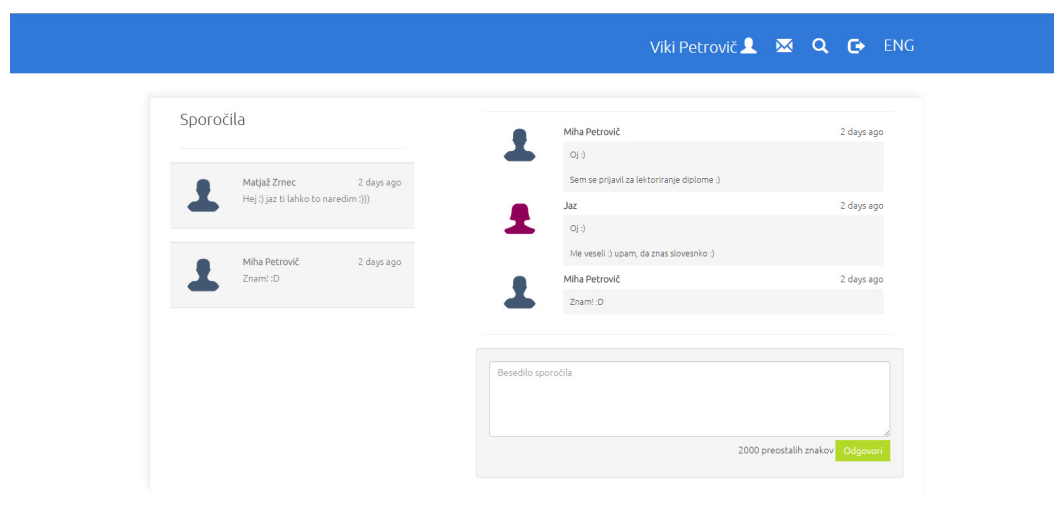 Viki Petrovič ENG
Sporočila
Matjaž Zrnec 2 days ago
Hej :) jaz ti lahko to naredim :)))
Miha Petrovič 2 days ago
Znam! :D
Miha Petrovič 2 days ago
Oj :)
Sem se prijavil za lektoriranje diplome :)
Jaz 2 days ago
Oj :)
Me veseli :) upam, da znas slovesnko :)
Miha Petrovič 2 days ago
Znam! :D
Besedilo sporočila
2000 preostalih znakov Odgovori